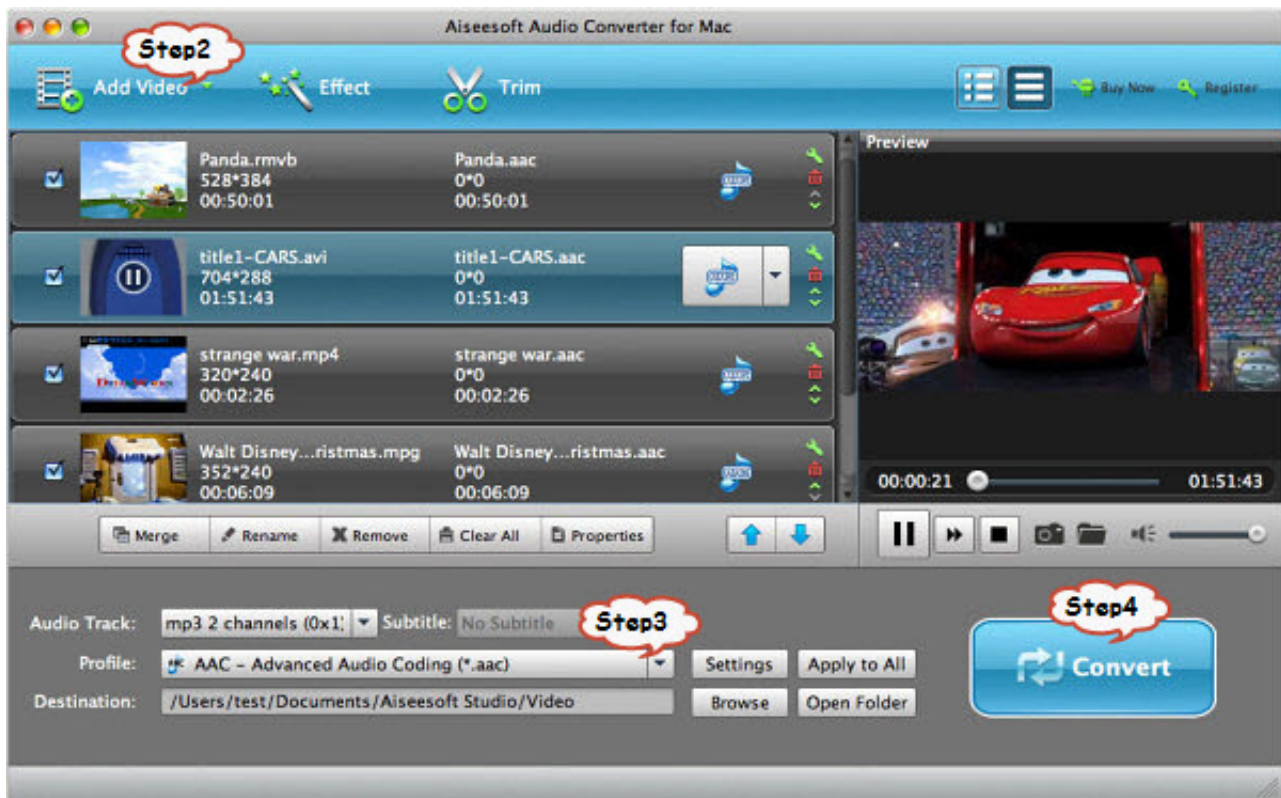 Aiseesoft Audio Converter for Mac
Step2
Add Video
Effect
Trim
Buy Now
Register
Panda.rmvb
528*384
00:50:01
Panda.aac
0*0
00:50:01
title1-CARS.avi
704*288
01:51:43
title1-CARS.aac
0*0
01:51:43
strange war.mp4
320*240
00:02:26
strange war.aac
0*0
00:02:26
Walt Disney...ristmas.mpg
352*240
00:06:09
Walt Disney...ristmas.aac
0*0
00:06:09
Preview
00:00:21
01:51:43
Merge
Rename
Remove
Clear All
Properties
Audio Track:
mp3 2 channels (0x1)
Subtitle:
No Subtitle
Step3
Profile:
AAC - Advanced Audio Coding (*.aac)
Settings
Apply to All
Destination:
/Users/test/Documents/Aiseesoft Studio/Video
Browse
Open Folder
Step4
Convert